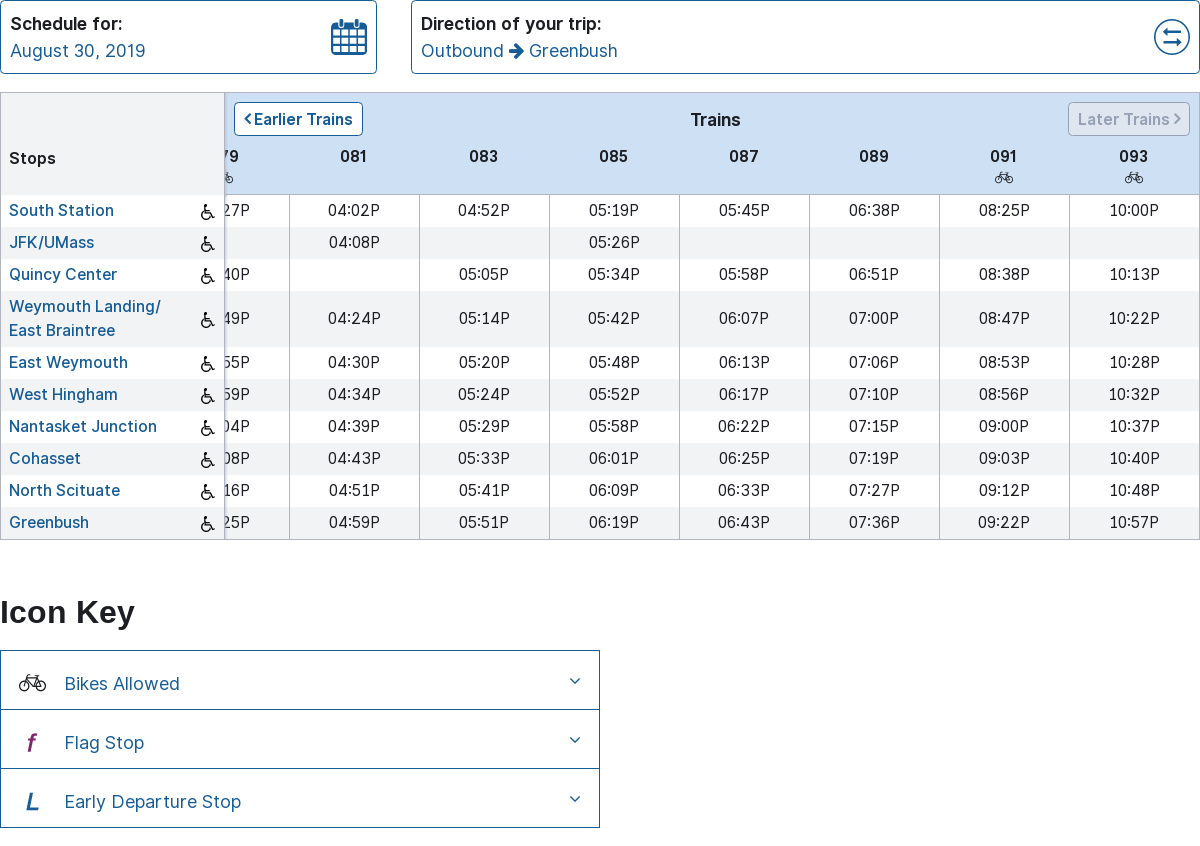 Schedule for:
August 30, 2019
Direction of your trip:
Outbound Greenbush
Earlier Trains
Trains
Later Trains
Stops
79 081 083 085 087 089 091 093
South Station 27P 04:02P 04:52P 05:19P 05:45P 06:38P 08:25P 10:00P
JFK/UMass 04:08P 05:26P
Quincy Center 40P 05:05P 05:34P 05:58P 06:51P 08:38P 10:13P
Weymouth Landing/
East Braintree 49P 04:24P 05:14P 05:42P 06:07P 07:00P 08:47P 10:22P
East Weymouth 55P 04:30P 05:20P 05:48P 06:13P 07:06P 08:53P 10:28P
West Hingham 59P 04:34P 05:24P 05:52P 06:17P 07:10P 08:56P 10:32P
Nantasket Junction 04P 04:39P 05:29P 05:58P 06:22P 07:15P 09:00P 10:37P
Cohasset 08P 04:43P 05:33P 06:01P 06:25P 07:19P 09:03P 10:40P
North Scituate 16P 04:51P 05:41P 06:09P 06:33P 07:27P 09:12P 10:48P
Greenbush 25P 04:59P 05:51P 06:19P 06:43P 07:36P 09:22P 10:57P
Icon Key
Bikes Allowed
f Flag Stop
L Early Departure Stop